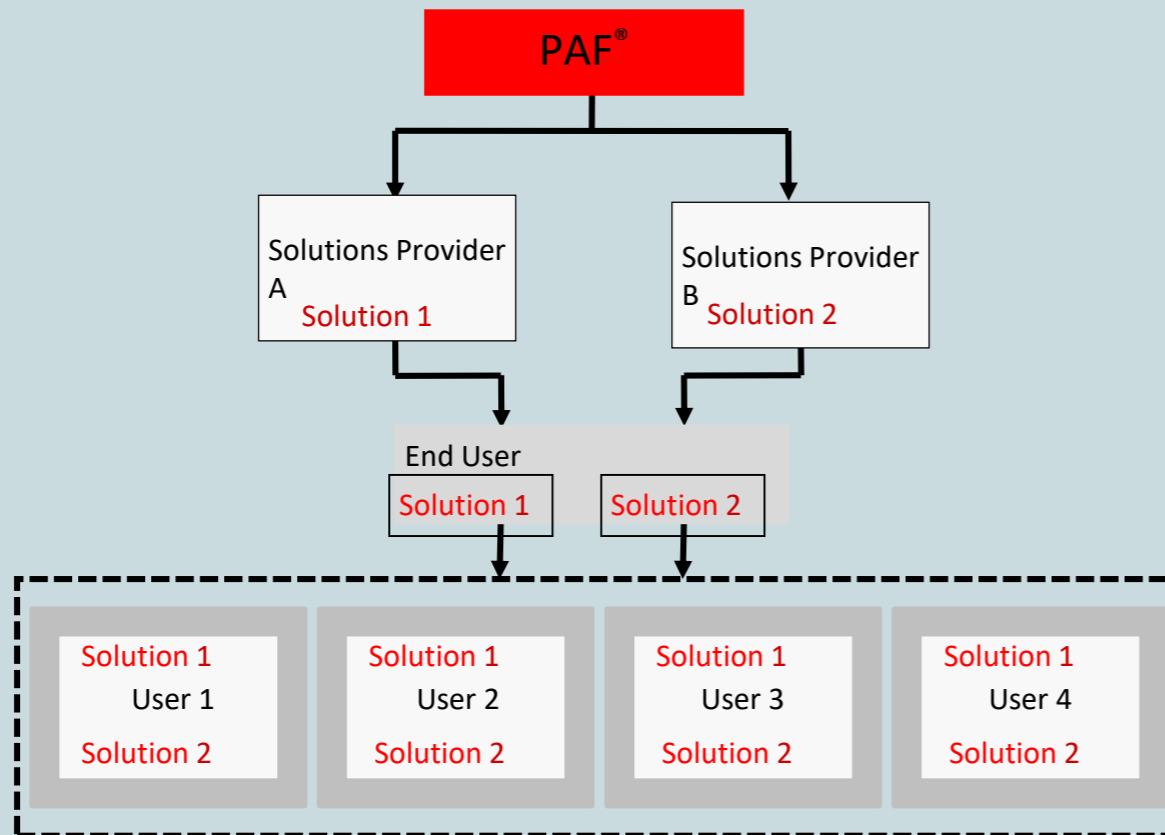 PAF®
Solutions Provider
A
Solution 1
Solutions Provider
B
Solution 2
End User
Solution 1
Solution 2
Solution 1
User 1
Solution 2
Solution 1
User 2
Solution 2
Solution 1
User 3
Solution 2
Solution 1
User 4
Solution 2